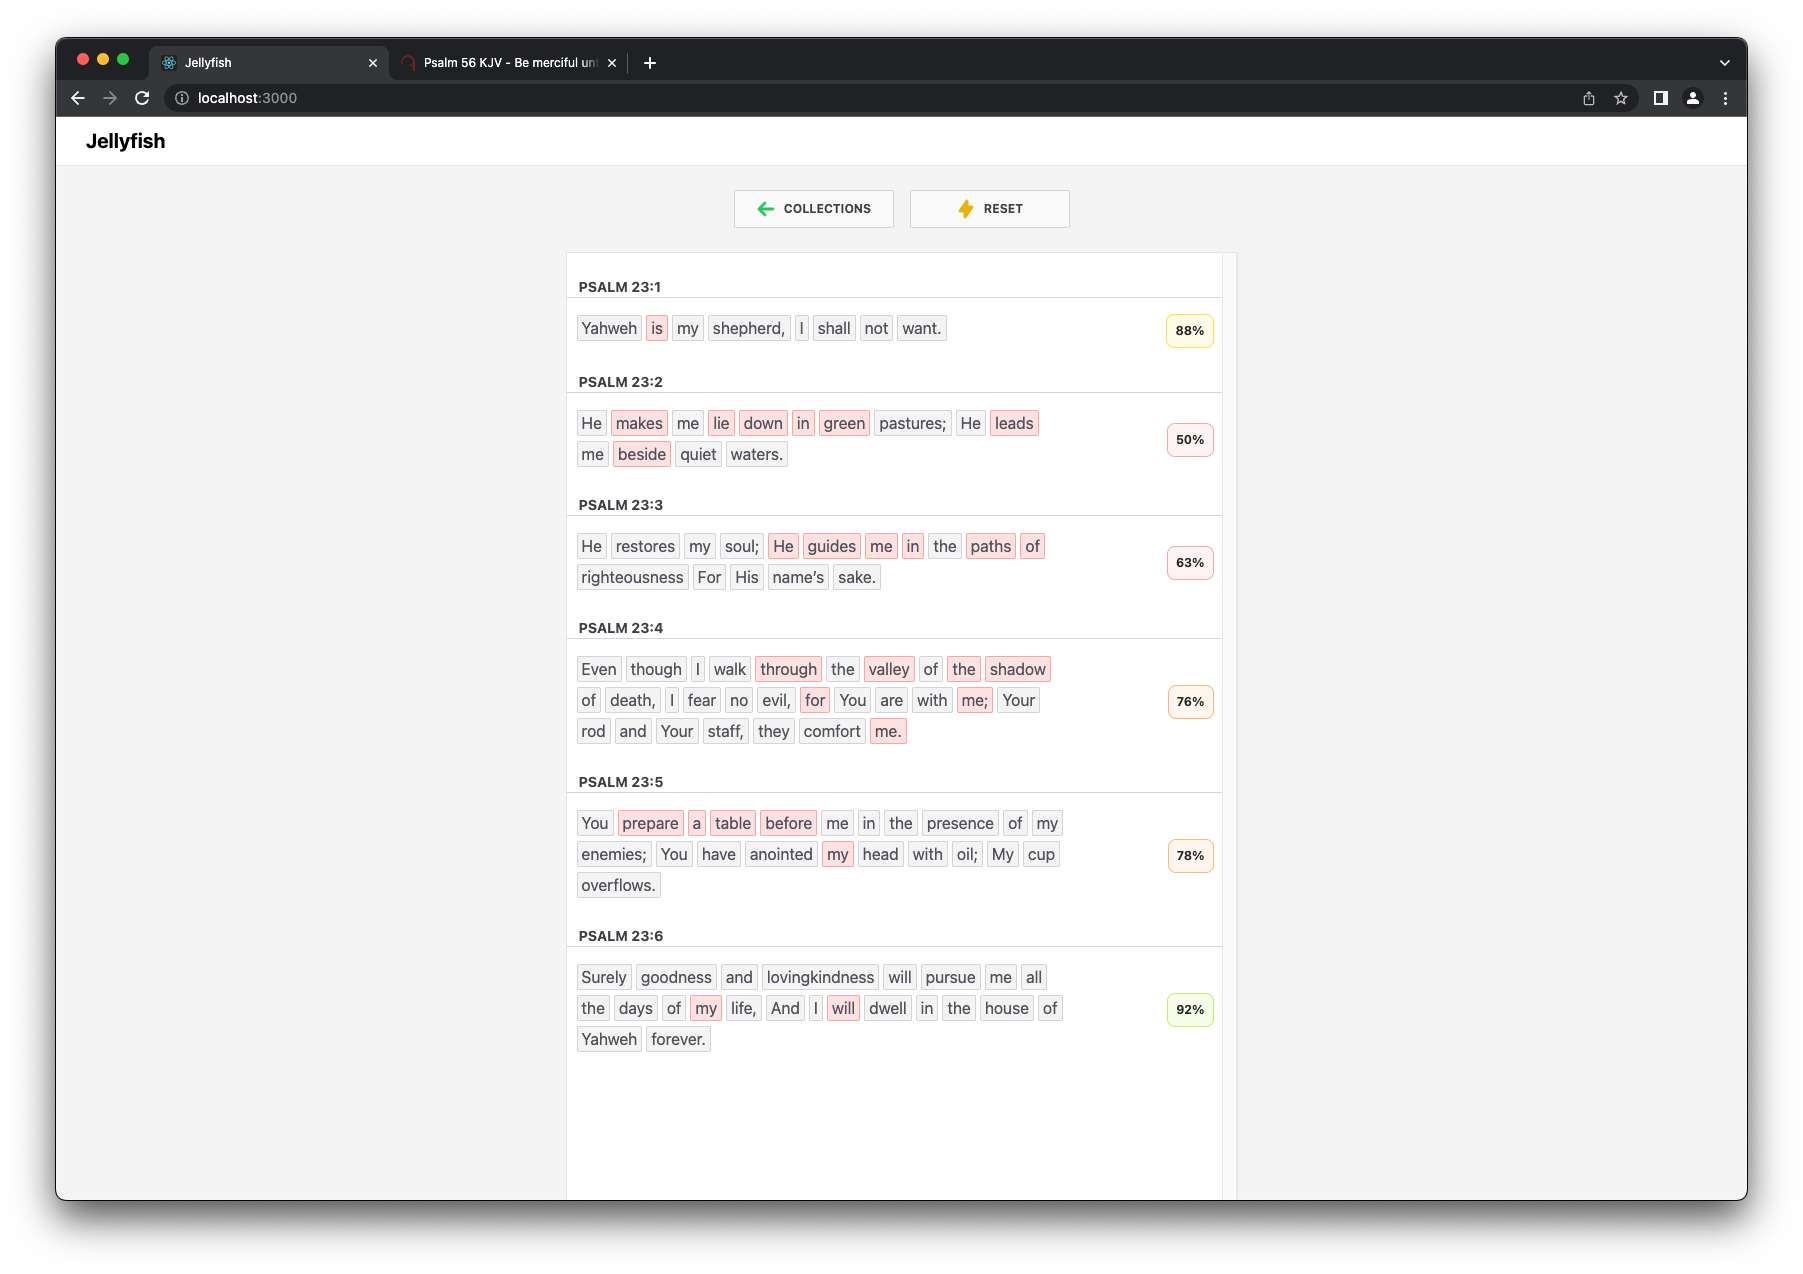 Jellyfish
Psalm 56 KJV - Be merciful unt
localhost:3000
Jellyfish
COLLECTIONS
RESET
PSALM 23:1
Yahweh is my shepherd, I shall not want.
88%
PSALM 23:2
He makes me lie down in green pastures; He leads
me beside quiet waters.
50%
PSALM 23:3
He restores my soul; He guides me in the paths of
righteousness For His name's sake.
63%
PSALM 23:4
Even though I walk through the valley of the shadow
of death, I fear no evil, for You are with me; Your
rod and Your staff, they comfort me.
76%
PSALM 23:5
You prepare a table before me in the presence of my
enemies; You have anointed my head with oil; My cup
overflows.
78%
PSALM 23:6
Surely goodness and lovingkindness will pursue me all
the days of my life, And I will dwell in the house of
Yahweh forever.
92%